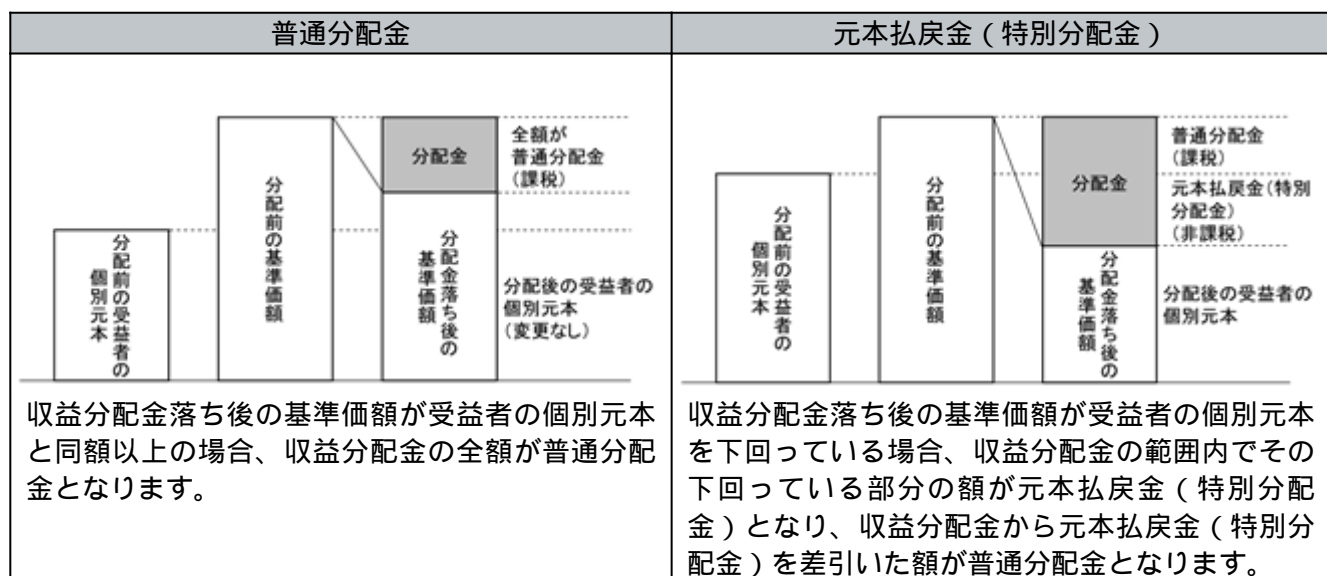 普通分配金
分配前の受益者の
個別元本
分配前の基準価額
分配金
分配金落ち後の
基準価額
全額が
普通分配金
(課税)
分配後の受益者の
個別元本
(変更なし)
収益分配金落ち後の基準価額が受益者の個別元本
と同額以上の場合、収益分配金の全額が普通分配
金となります。
元本払戻金(特別分配金)
分配前の受益者の
個別元本
分配前の基準価額
分配金
分配金落ち後の
基準価額
普通分配金
(課税)
元本払戻金(特別
分配金)
(非課税)
分配後の受益者の
個別元本
収益分配金落ち後の基準価額が受益者の個別元本
を下回っている場合、収益分配金の範囲内でその
下回っている部分の額が元本払戻金(特別分配
金)となり、収益分配金から元本払戻金(特別分
配金)を差引いた額が普通分配金となります。